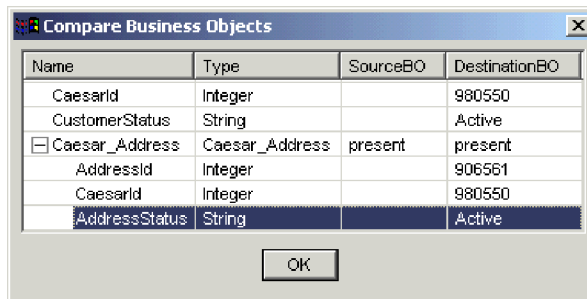 Compare Business Objects
Name Type SourceBO DestinationBO
CaesarId Integer 980550
CustomerStatus String Active
Caesar_Address Caesar_Address present present
AddressId Integer 906561
CaesarId Integer 980550
AddressStatus String Active
OK